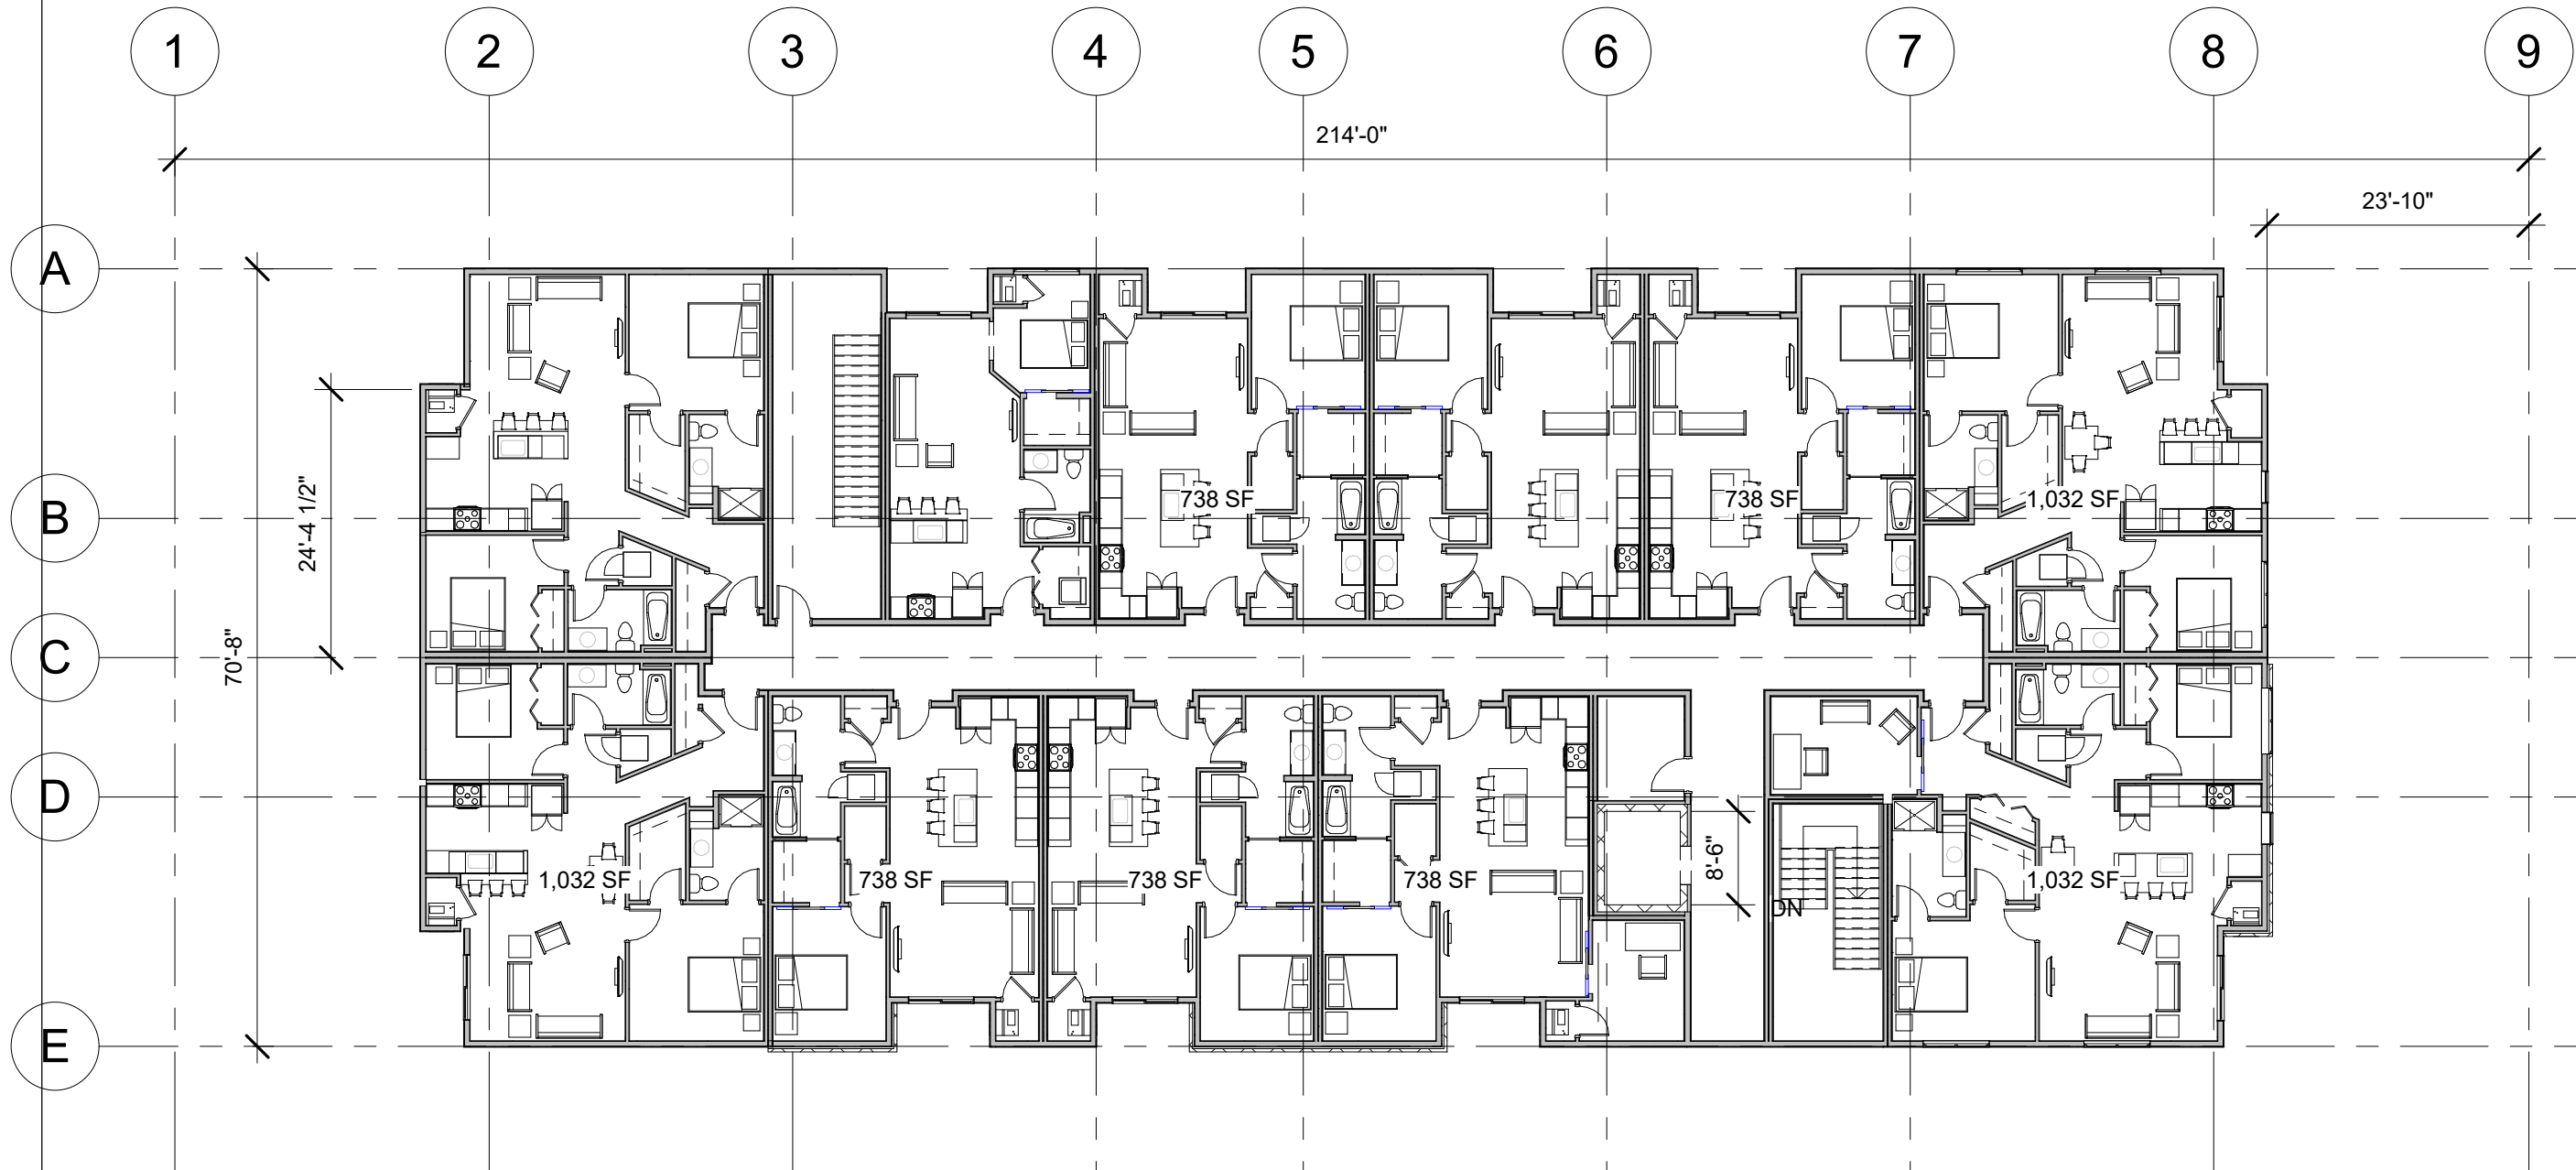 1 2 3 4 5 6 7 8 9
214'-0"
23'-10"
A
B
C
D
E
70'-8"
24'-4 1/2"
738 SF
738 SF
1,032 SF
1,032 SF
738 SF
738 SF
738 SF
8'-6"
DN
1,032 SF